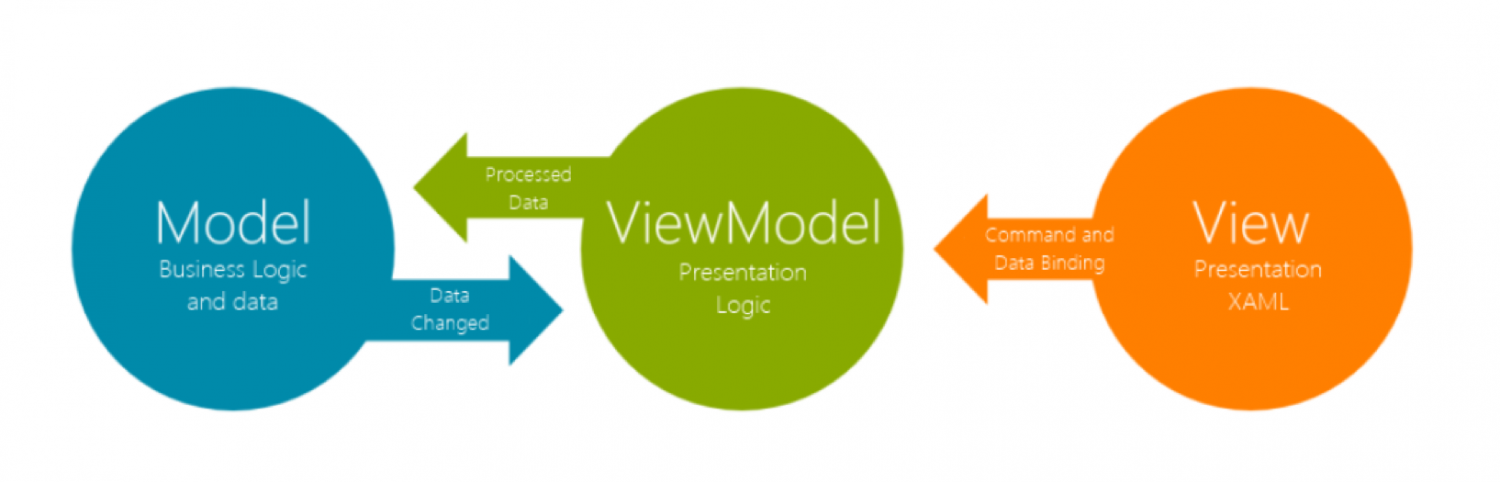 Model
Business Logic
and data
Processed
Data
Data
Changed
ViewModel
Presentation
Logic
Command and
Data Binding
View
Presentation
XAML